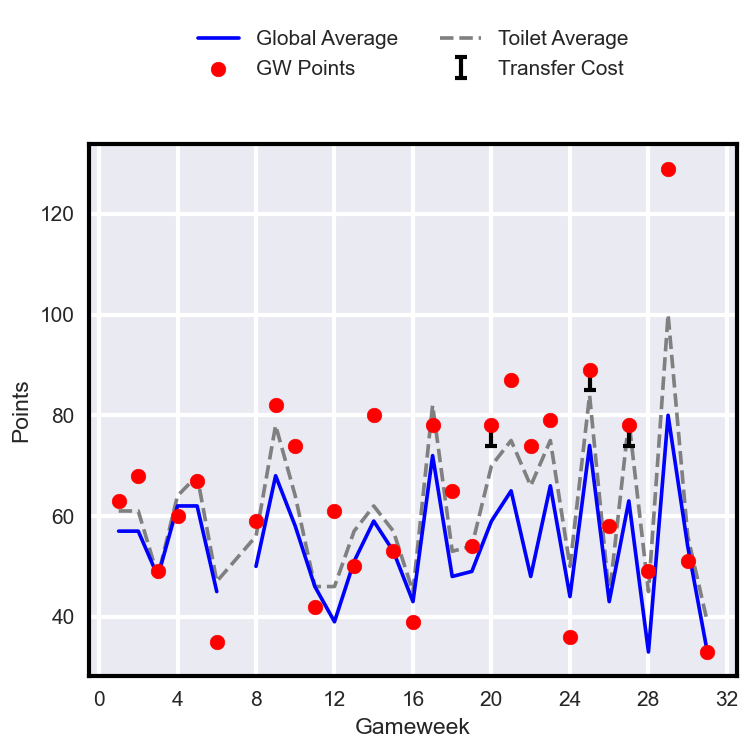 Global Average
Toilet Average
GW Points
Transfer Cost
120
100
80
60
40
Points
0 4 8 12 16 20 24 28 32
Gameweek